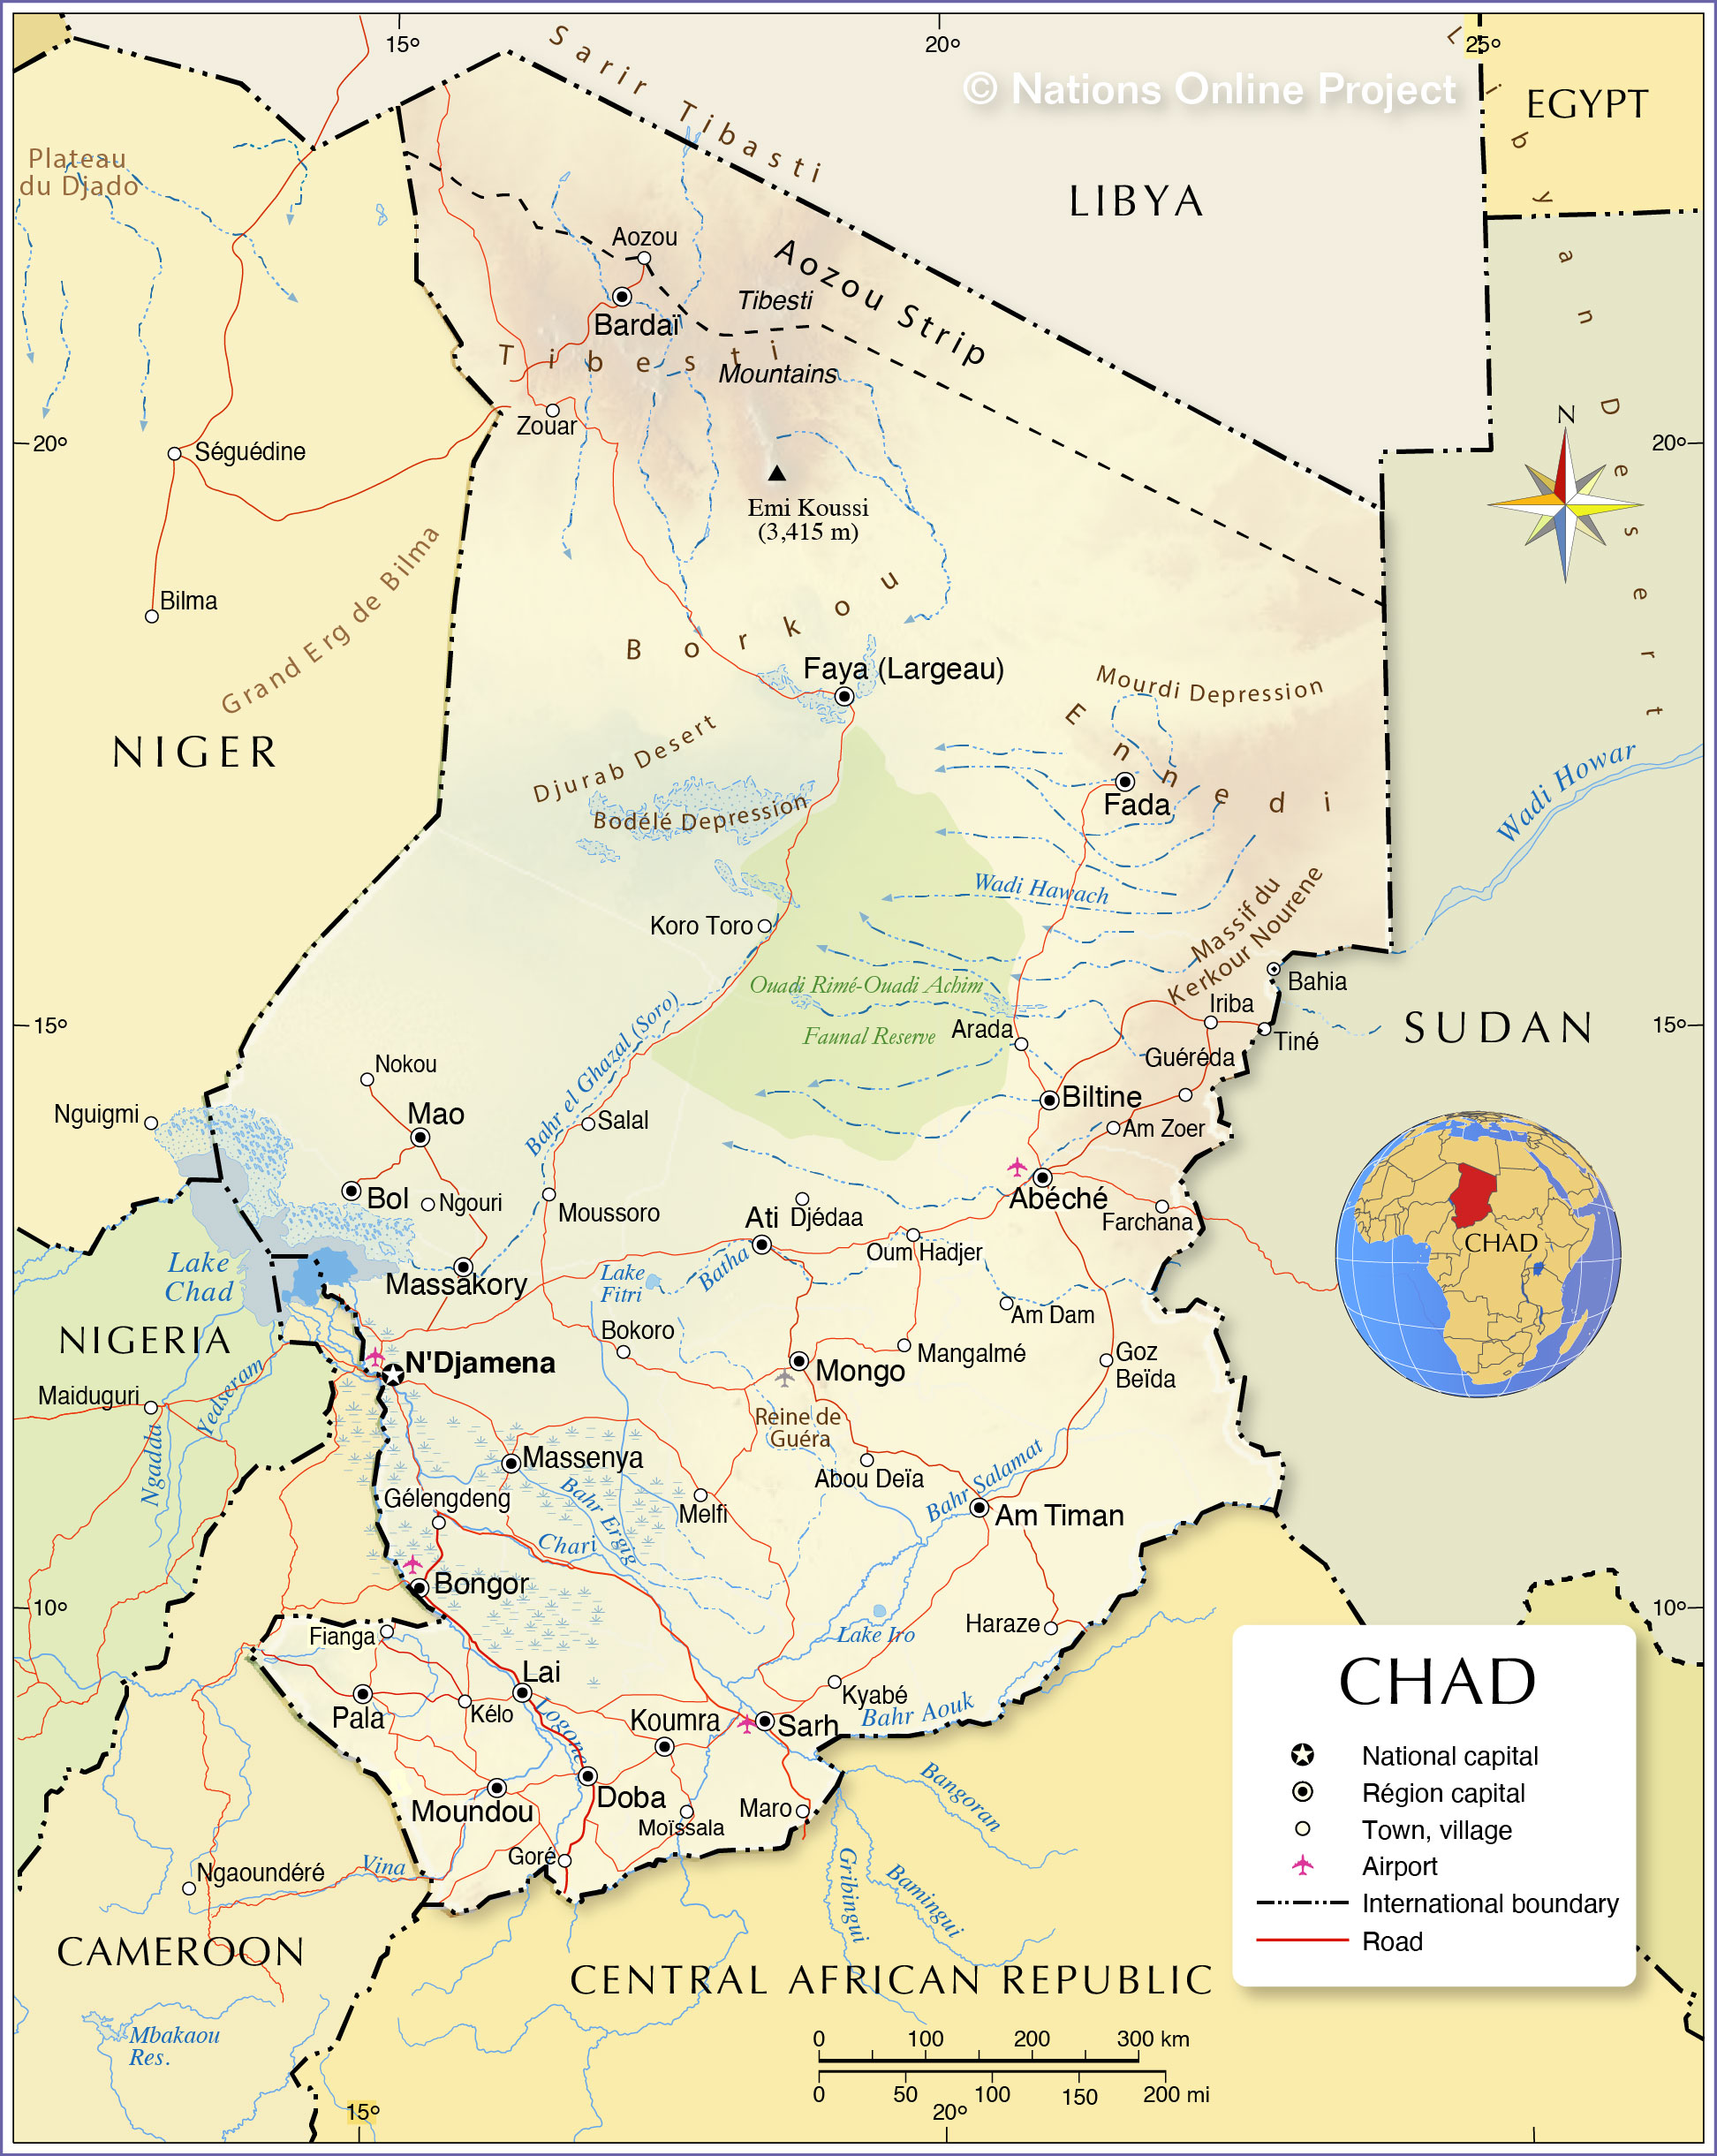 15°
20°
25°
Sarir Tibasti
© Nations Online Project
EGYPT
Libyan Desert
LIBYA
Plateau
du Djado
Aozou
Aozou Strip
Tibesti
Bardaï
Tibesti
Mountains
Zouar
N
20°
Séguédine
20°
Emi Koussi
(3,415 m)
Grand Erg de Bilma
Bilma
Borkou
Faya (Largeau)
Mourdi Depression
NIGER
Ennedi
Djurab Desert
Wadi Howar
Fada
Bodélé Depression
Wadi Hawach
Massif du
Kerkour Nourene
Koro Toro
Bahia
Ouadi Rimé-Ouadi Achim
Faunal Reserve
Iriba
Arada
15°
SUDAN
15°
Tiné
Bahr el Ghazal (Soro)
Guéréda
Nokou
Biltine
Nguigmi
Mao
Salal
Am Zoer
Bol
Ngouri
Abéché
Moussoro
Ati
Djédaa
Farchana
CHAD
Oum Hadjer
Lake
Chad
Massakory
Lake
Fitri
Batha
Am Dam
NIGERIA
Bokoro
N'Djamena
Mongo
Mangalmé
Goz
Beïda
Maiduguri
Yedseram
Ngadda
Reine de
Guéra
Massenya
Abou Deïa
Bahr Salamat
Gélengdeng
Bahr Ergig
Melfi
Am Timan
Chari
Bongor
10°
10°
Fianga
Lake Iro
Haraze
Lai
Kyabé
Pala
Kélo
Logone
Koumra
Sarh
Bahr Aouk
CHAD
National capital
Région capital
Town, village
Airport
International boundary
Road
Doba
Moundou
Moïssala
Maro
Bangoran
Goré
Vina
Ngaoundéré
Gribingui
Bamingui
CAMEROON
CENTRAL AFRICAN REPUBLIC
Mbakaou
Res.
0 100 200 300 km
0 50 100 150 200 mi
15°
20°